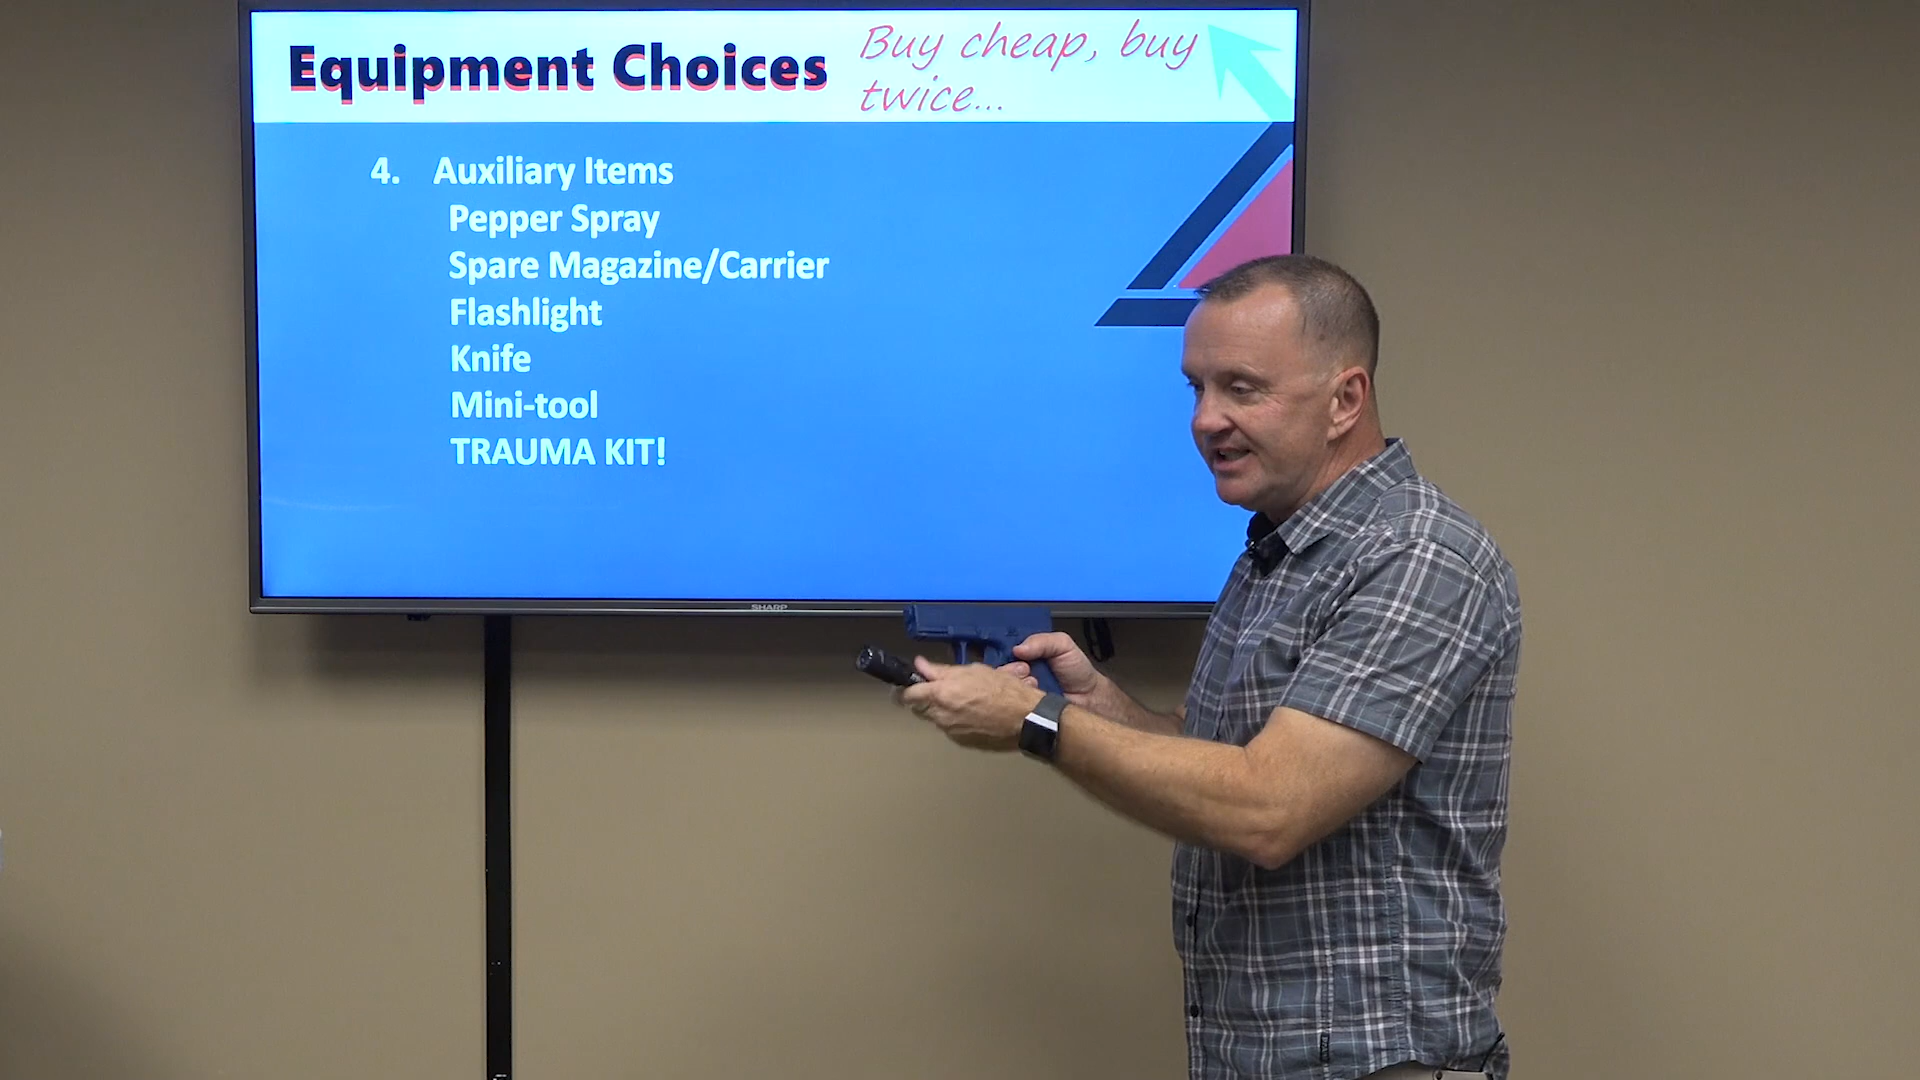 Equipment Choices
Buy cheap, buy
twice...
4. Auxiliary Items
Pepper Spray
Spare Magazine/Carrier
Flashlight
Knife
Mini-tool
TRAUMA KIT!
SHARP